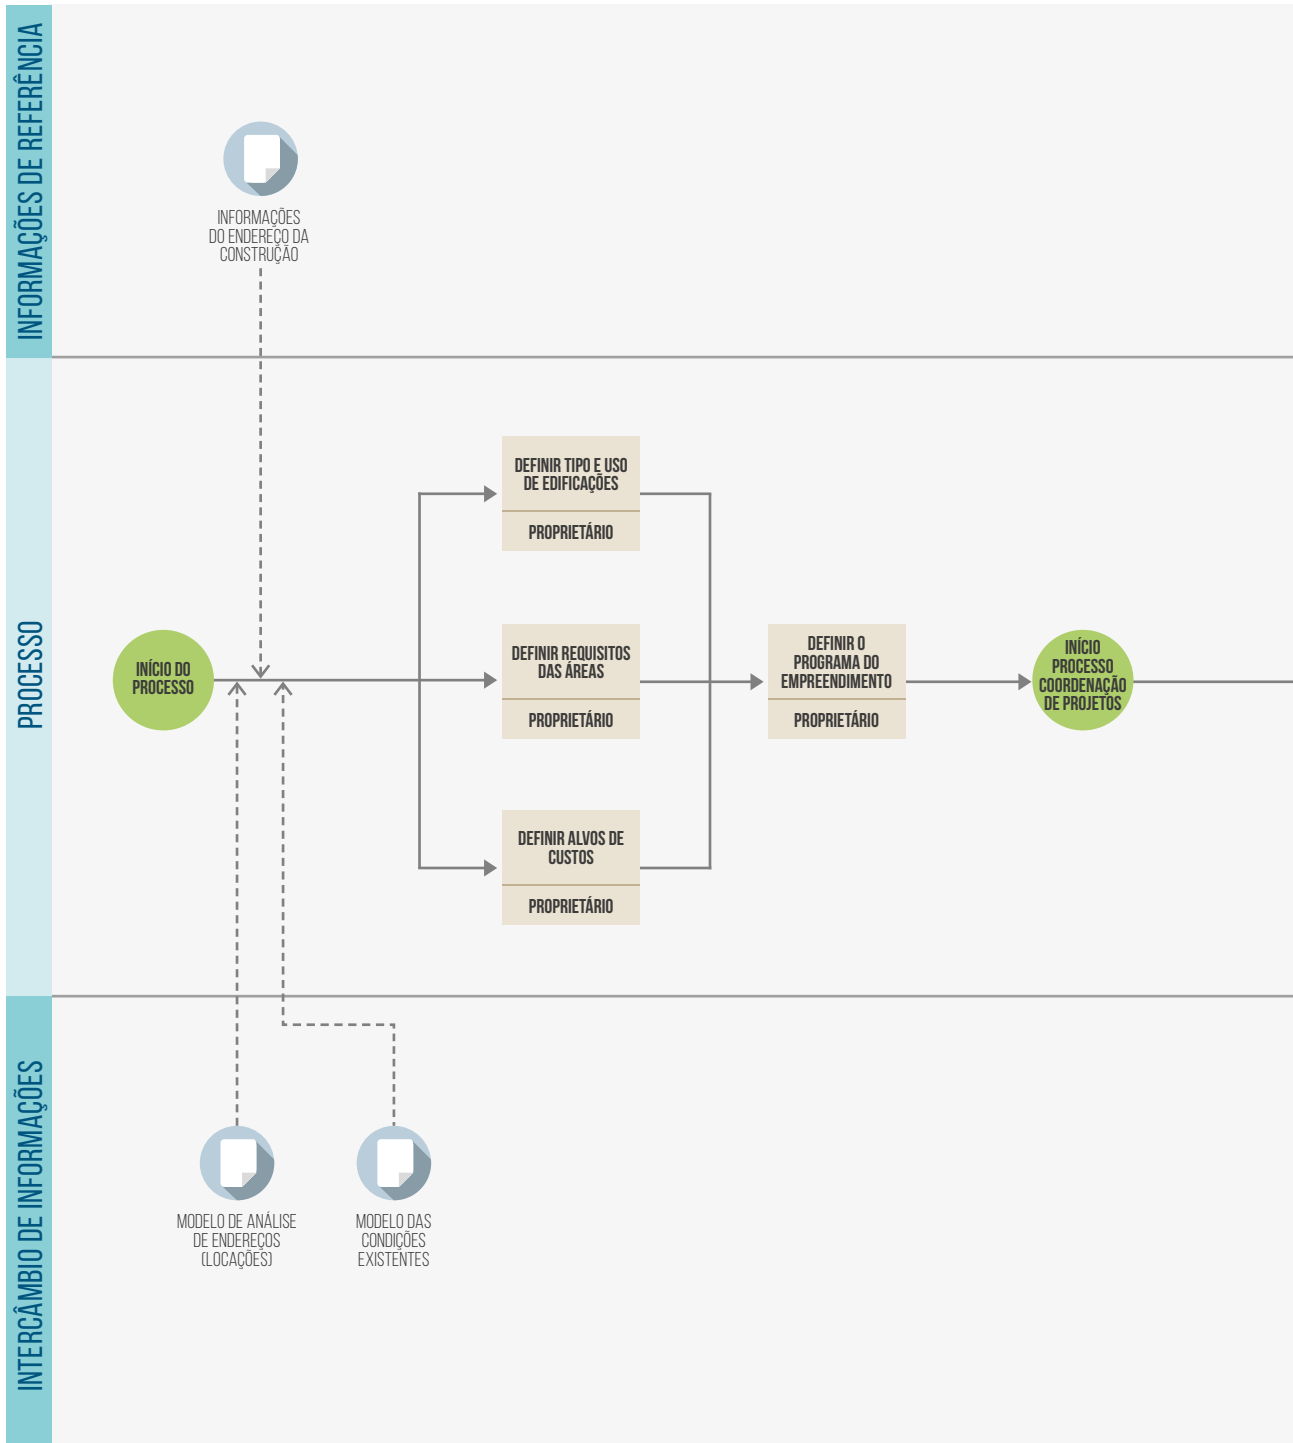 INFORMAÇÕES DE REFERÊNCIA
INFORMAÇÕES
DO ENDEREÇO DA
CONSTRUÇÃO
PROCESSO
INÍCIO DO
PROCESSO
DEFINIR TIPO E USO
DE EDIFICAÇÕES
PROPRIETÁRIO
DEFINIR REQUISITOS
DAS ÁREAS
PROPRIETÁRIO
DEFINIR ALVOS DE
CUSTOS
PROPRIETÁRIO
DEFINIR O
PROGRAMA DO
EMPREENDIMENTO
PROPRIETÁRIO
INÍCIO
PROCESSO
COORDENAÇÃO
DE PROJETOS
INTERCÂMBIO DE INFORMAÇÕES
MODELO DE ANÁLISE
DE ENDEREÇOS
(LOCAÇÕES)
MODELO DAS
CONDIÇÕES
EXISTENTES